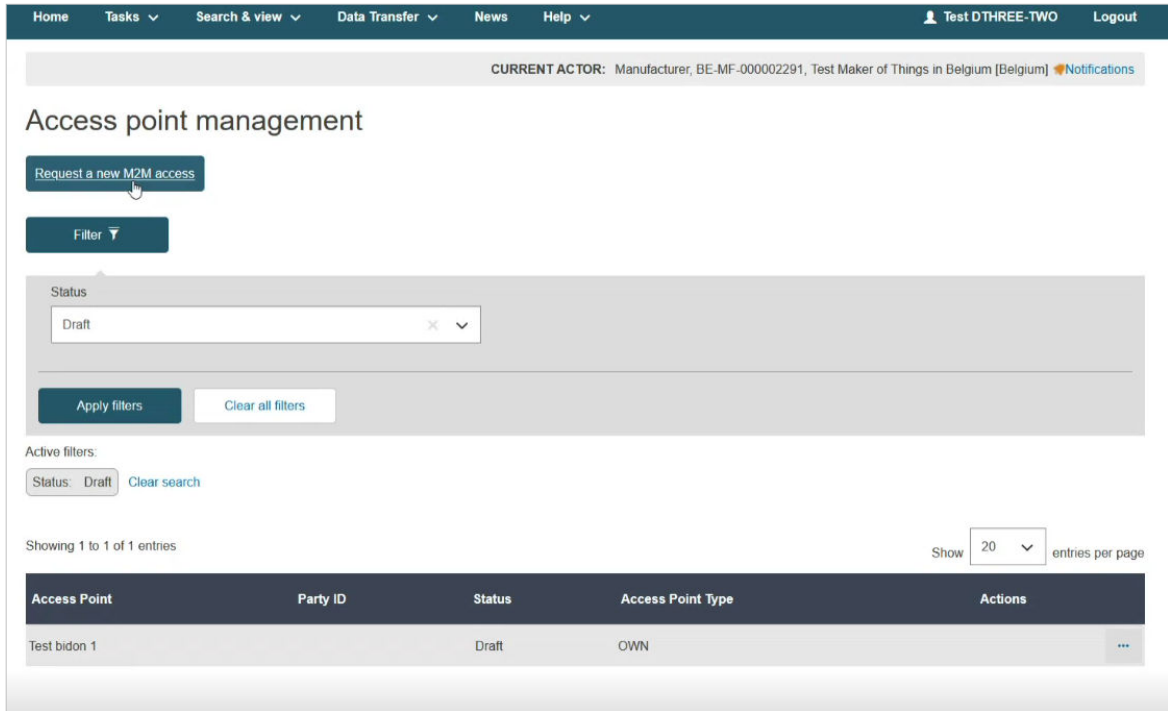 Home Tasks Search & view Data Transfer News Help Test DTHREE-TWO Logout
CURRENT ACTOR: Manufacturer, BE-MF-000002291, Test Maker of Things in Belgium [Belgium] Notifications
Access point management
Request a new M2M access
Filter
Status
Draft
Apply filters Clear all filters
Active filters:
Status: Draft Clear search
Showing 1 to 1 of 1 entries Show 20 entries per page
Access Point Party ID Status Access Point Type Actions
Test bidon 1 Draft OWN ...